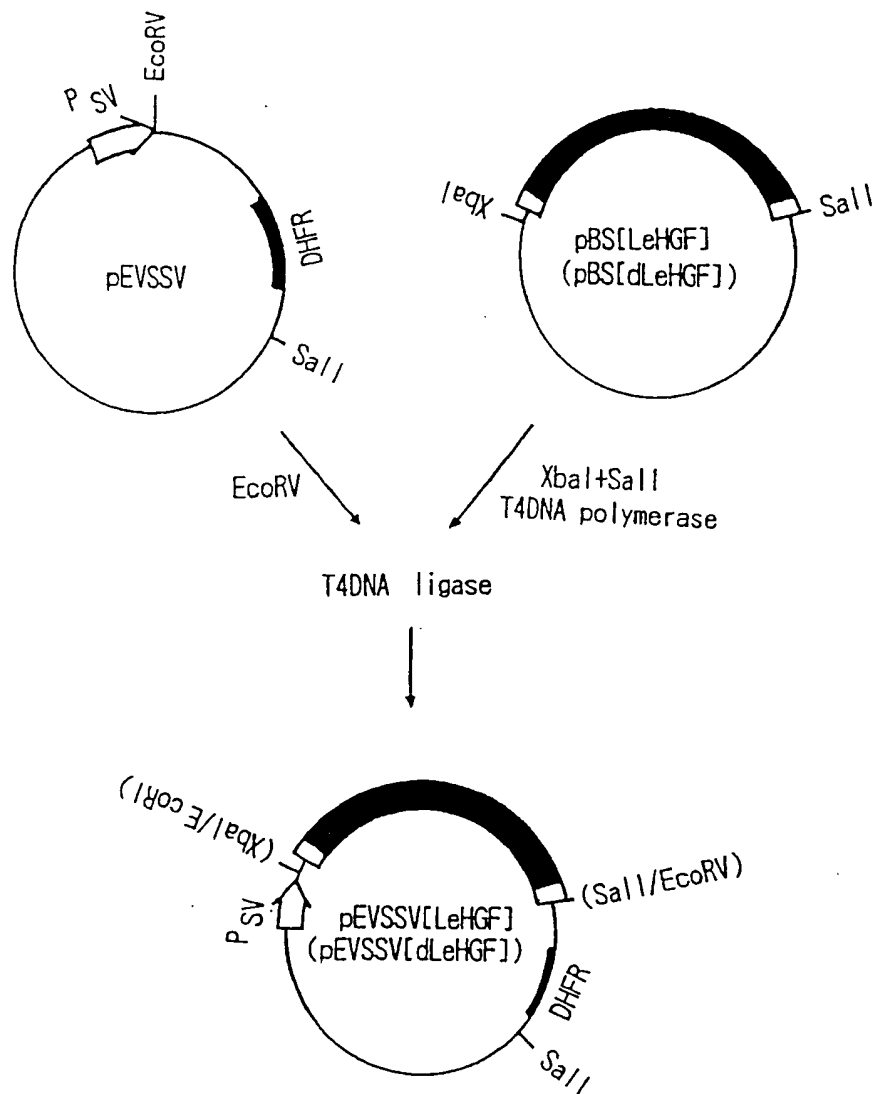 EcoRV
P SV
DHFR
pEVSSV
SalI
XbaI
SalI
pBS[LeHGF]
(pBS[dLeHGF])
EcoRV
XbaI+SalI
T4DNA polymerase
T4DNA ligase
(XbaI/EcoRI)
(SalI/EcoRV)
P SV
pEVSSV[LeHGF]
(pEVSSV[dLeHGF])
DHFR
SalI